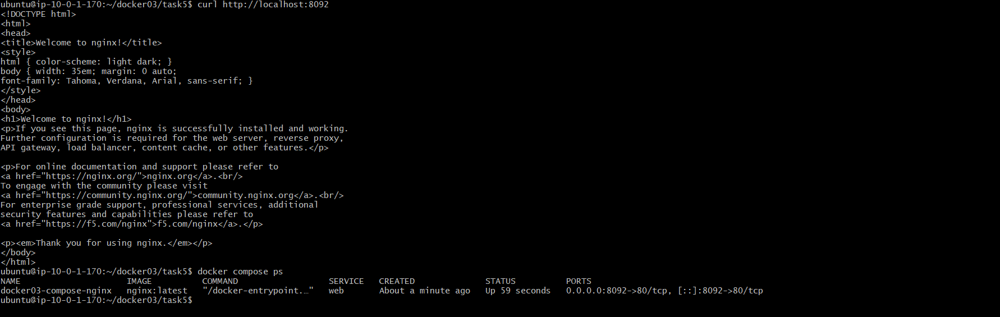 ubuntu@ip-10-0-1-170:~/docker03/task5$ curl http://localhost:8092
<!DOCTYPE html>
<html>
<head>
<title>Welcome to nginx!</title>
<style>
html { color-scheme: light dark; }
body { width: 35em; margin: 0 auto;
font-family: Tahoma, Verdana, Arial, sans-serif; }
</style>
</head>
<body>
<h1>Welcome to nginx!</h1>
<p>If you see this page, nginx is successfully installed and working.
Further configuration is required for the web server, reverse proxy,
API gateway, load balancer, content cache, or other features.</p>

<p>For online documentation and support please refer to
<a href="https://nginx.org/">nginx.org</a>.<br/>
To engage with the community please visit
<a href="https://community.nginx.org/">community.nginx.org</a>.<br/>
For enterprise grade support, professional services, additional
security features and capabilities please refer to
<a href="https://f5.com/nginx">f5.com/nginx</a>.</p>

<p><em>Thank you for using nginx.</em></p>
</body>
</html>
ubuntu@ip-10-0-1-170:~/docker03/task5$ docker compose ps
NAME                     IMAGE          COMMAND                  SERVICE   CREATED              STATUS          PORTS
docker03-compose-nginx   nginx:latest   "/docker-entrypoint.…"   web       About a minute ago   Up 59 seconds   0.0.0.0:8092->80/tcp, [::]:8092->80/tcp
ubuntu@ip-10-0-1-170:~/docker03/task5$